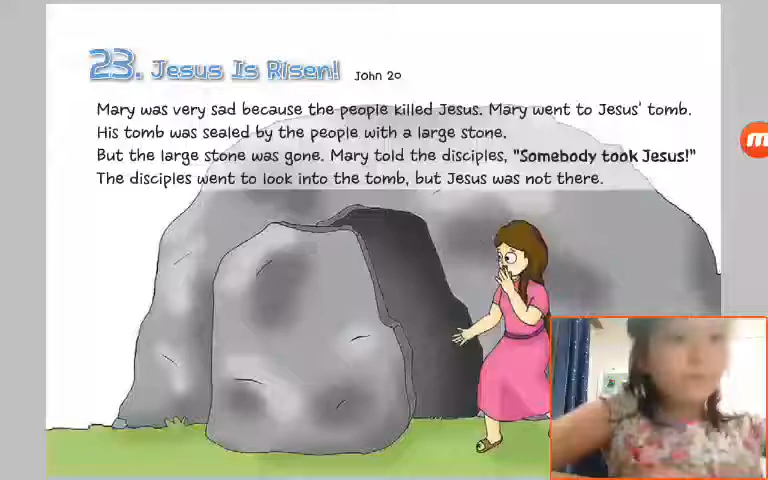 23. Jesus Is Risen! John 20
Mary was very sad because the people killed Jesus. Mary went to Jesus' tomb.
His tomb was sealed by the people with a large stone.
But the large stone was gone. Mary told the disciples, "Somebody took Jesus!"
The disciples went to look into the tomb, but Jesus was not there.